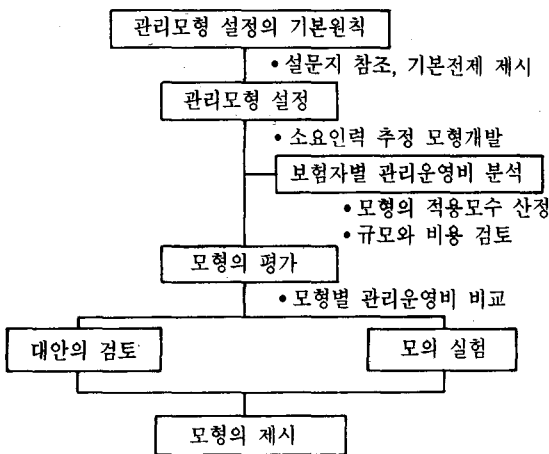 관리모형 설정의 기본원칙
• 설문지 참조, 기본전제 제시
관리모형 설정
• 소요인력 추정 모형개발
보험자별 관리운영비 분석
• 모형의 적용모수 산정
• 규모와 비용 검토
모형의 평가
• 모형별 관리운영비 비교
대안의 검토
모의 실험
모형의 제시